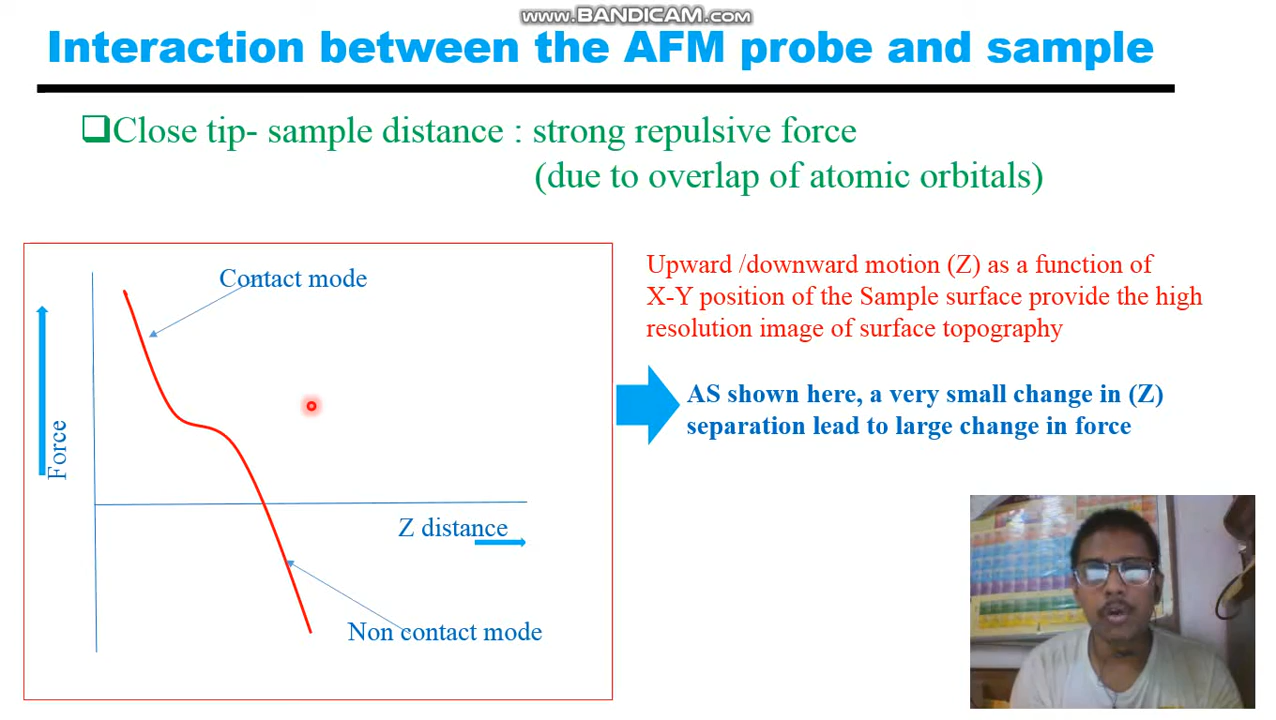 www.BANDICAM.com
Interaction between the AFM probe and sample
Close tip- sample distance : strong repulsive force
(due to overlap of atomic orbitals)
Contact mode
Force
Z distance
Non contact mode
Upward /downward motion (Z) as a function of
X-Y position of the Sample surface provide the high
resolution image of surface topography
AS shown here, a very small change in (Z)
separation lead to large change in force